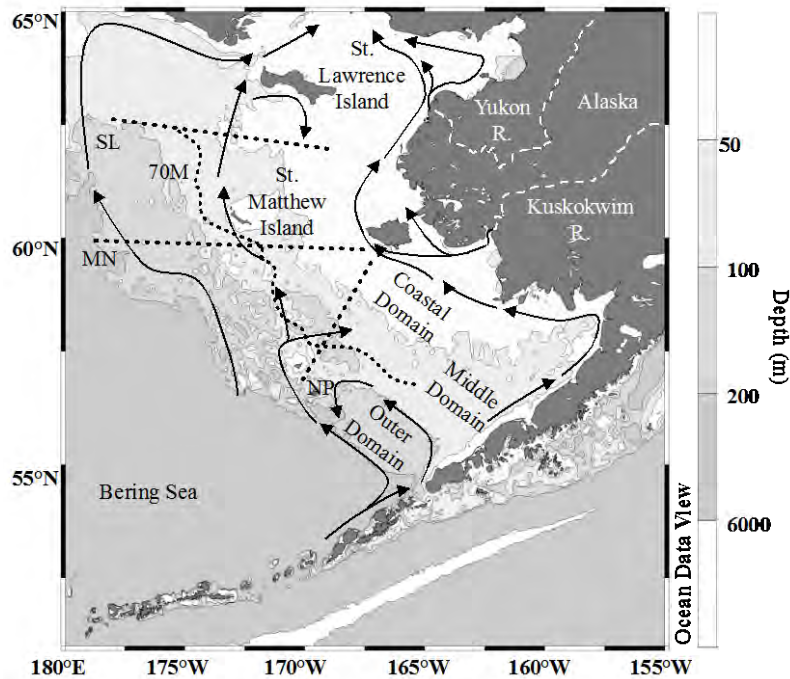 65°N
60°N
55°N
180°E
170°W
165°W
160°W
155°W
St.
Lawrence
Island
Yukon
R.
Alaska
SL
70M
St.
Matthew
Island
Kuskokwim
R.
MN
Coastal
Domain
Middle
Domain
NP
Outer
Domain
Bering Sea
Ocean Data View
50
100
200
6000
Depth (m)